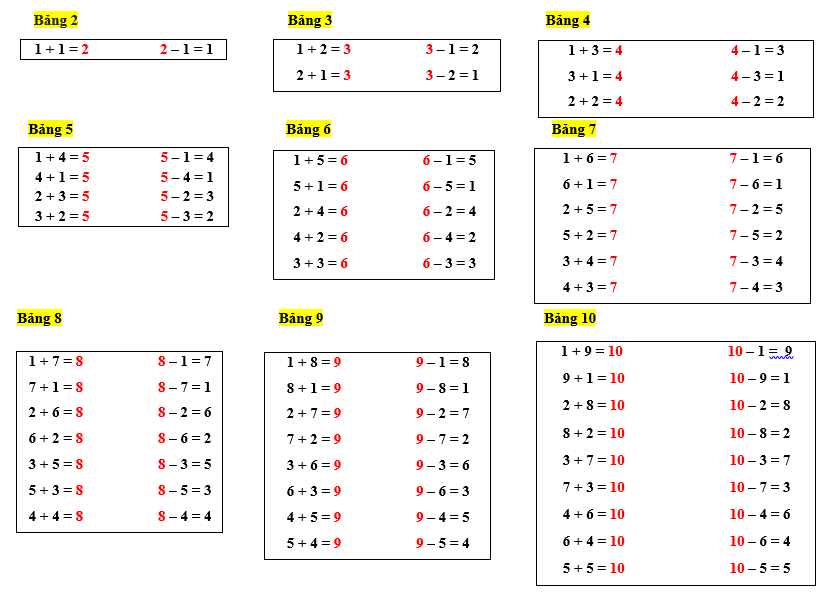 Bảng 2
1 + 1 = 2 2 – 1 = 1
Bảng 3
1 + 2 = 3 3 – 1 = 2
2 + 1 = 3 3 – 2 = 1
Bảng 4
1 + 3 = 4 4 – 1 = 3
3 + 1 = 4 4 – 3 = 1
2 + 2 = 4 4 – 2 = 2
Bảng 5
1 + 4 = 5 5 – 1 = 4
4 + 1 = 5 5 – 4 = 1
2 + 3 = 5 5 – 2 = 3
3 + 2 = 5 5 – 3 = 2
Bảng 6
1 + 5 = 6 6 – 1 = 5
5 + 1 = 6 6 – 5 = 1
2 + 4 = 6 6 – 2 = 4
4 + 2 = 6 6 – 4 = 2
3 + 3 = 6 6 – 3 = 3
Bảng 7
1 + 6 = 7 7 – 1 = 6
6 + 1 = 7 7 – 6 = 1
2 + 5 = 7 7 – 2 = 5
5 + 2 = 7 7 – 5 = 2
3 + 4 = 7 7 – 3 = 4
4 + 3 = 7 7 – 4 = 3
Bảng 8
1 + 7 = 8 8 – 1 = 7
7 + 1 = 8 8 – 7 = 1
2 + 6 = 8 8 – 2 = 6
6 + 2 = 8 8 – 6 = 2
3 + 5 = 8 8 – 3 = 5
5 + 3 = 8 8 – 5 = 3
4 + 4 = 8 8 – 4 = 4
Bảng 9
1 + 8 = 9 9 – 1 = 8
8 + 1 = 9 9 – 8 = 1
2 + 7 = 9 9 – 2 = 7
7 + 2 = 9 9 – 7 = 2
3 + 6 = 9 9 – 3 = 6
6 + 3 = 9 9 – 6 = 3
4 + 5 = 9 9 – 4 = 5
5 + 4 = 9 9 – 5 = 4
Bảng 10
1 + 9 = 10 10 – 1 = 9
9 + 1 = 10 10 – 9 = 1
2 + 8 = 10 10 – 2 = 8
8 + 2 = 10 10 – 8 = 2
3 + 7 = 10 10 – 3 = 7
7 + 3 = 10 10 – 7 = 3
4 + 6 = 10 10 – 4 = 6
6 + 4 = 10 10 – 6 = 4
5 + 5 = 10 10 – 5 = 5